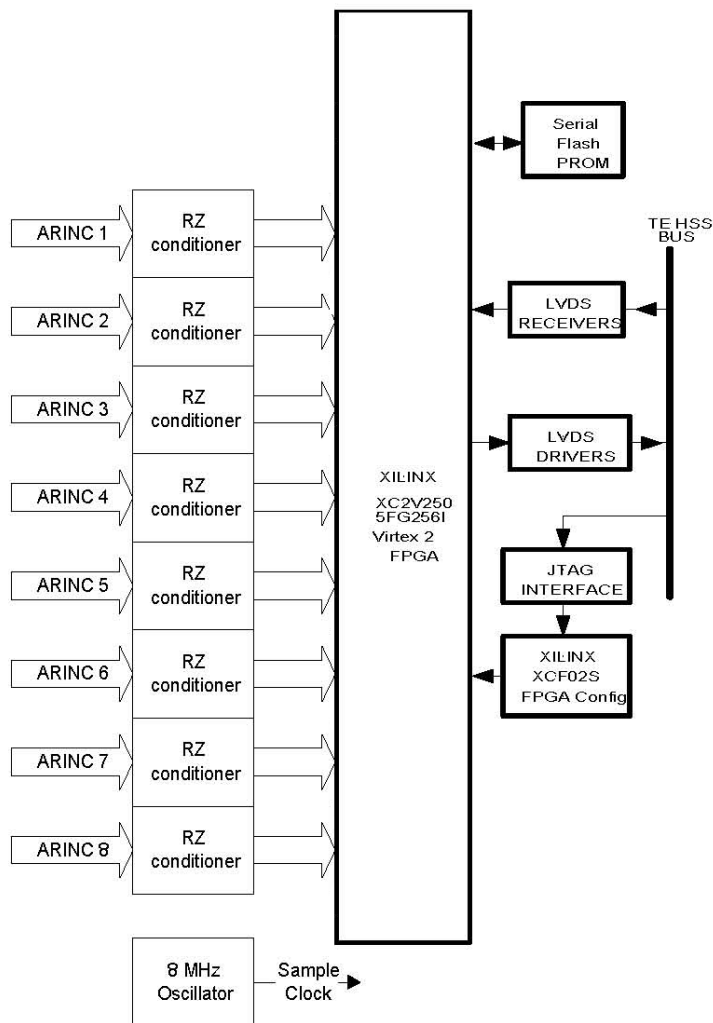 Serial
Flash
PROM
TE HSS
BUS
ARINC 1
RZ
conditioner
ARINC 2
RZ
conditioner
LVDS
RECEIVERS
ARINC 3
RZ
conditioner
LVDS
DRIVERS
ARINC 4
RZ
conditioner
XILINX
XC2V250
5FG256I
Virtex 2
FPGA
ARINC 5
RZ
conditioner
JTAG
INTERFACE
ARINC 6
RZ
conditioner
XILINX
XCF02S
FPGA Config
ARINC 7
RZ
conditioner
ARINC 8
RZ
conditioner
8 MHz
Oscillator
Sample
Clock